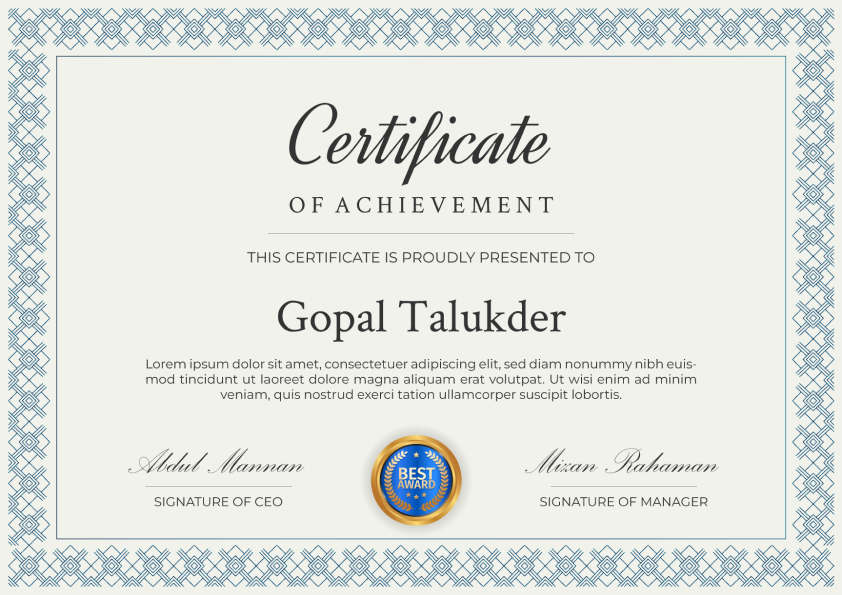 Certificate
OF ACHIEVEMENT
THIS CERTIFICATE IS PROUDLY PRESENTED TO
Gopal Talukder
Lorem ipsum dolor sit amet, consectetuer adipiscing elit, sed diam nonummy nibh euis-
mod tincidunt ut laoreet dolore magna aliquam erat volutpat. Ut wisi enim ad minim
veniam, quis nostrud exerci tation ullamcorper suscipit lobortis.
Abdul Mannan
SIGNATURE OF CEO
BEST
AWARD
Mizan Rahaman
SIGNATURE OF MANAGER